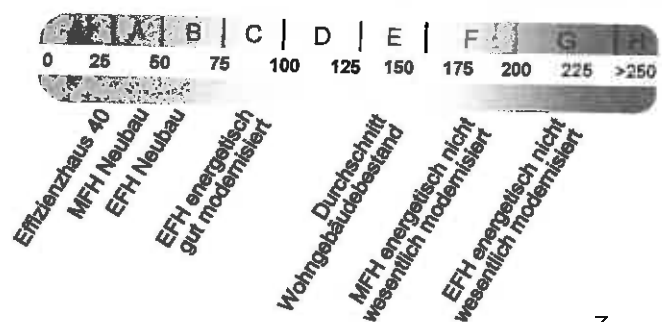 A+ A B C D E F G H
0 25 50 75 100 125 150 175 200 225 >250
Effizienzhaus 40
MFH Neubau
EFH Neubau
EFH energetisch
gut modernisiert
Durchschnitt
Wohngebäudebestand
MFH energetisch nicht
wesentlich modernisiert
EFH energetisch nicht
wesentlich modernisiert